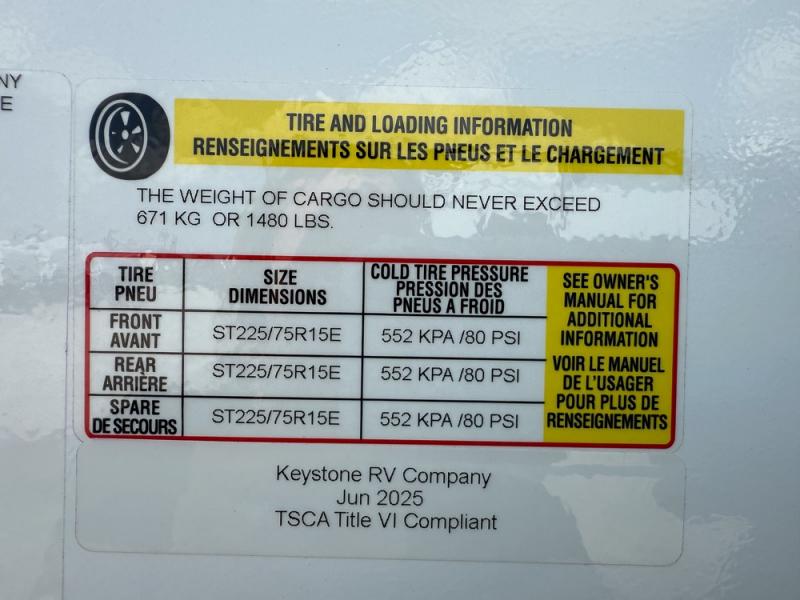 NY
E
TIRE AND LOADING INFORMATION
RENSEIGNEMENTS SUR LES PNEUS ET LE CHARGEMENT
THE WEIGHT OF CARGO SHOULD NEVER EXCEED
671 KG OR 1480 LBS.
TIRE
PNEU
SIZE
DIMENSIONS
COLD TIRE PRESSURE
PRESSION DES
PNEUS A FROID
FRONT
AVANT
ST225/75R15E
552 KPA /80 PSI
REAR
ARRIÈRE
ST225/75R15E
552 KPA /80 PSI
SPARE
DE SECOURS
ST225/75R15E
552 KPA /80 PSI
SEE OWNER'S
MANUAL FOR
ADDITIONAL
INFORMATION
VOIR LE MANUEL
DE L'USAGER
POUR PLUS DE
RENSEIGNEMENTS
Keystone RV Company
Jun 2025
TSCA Title VI Compliant